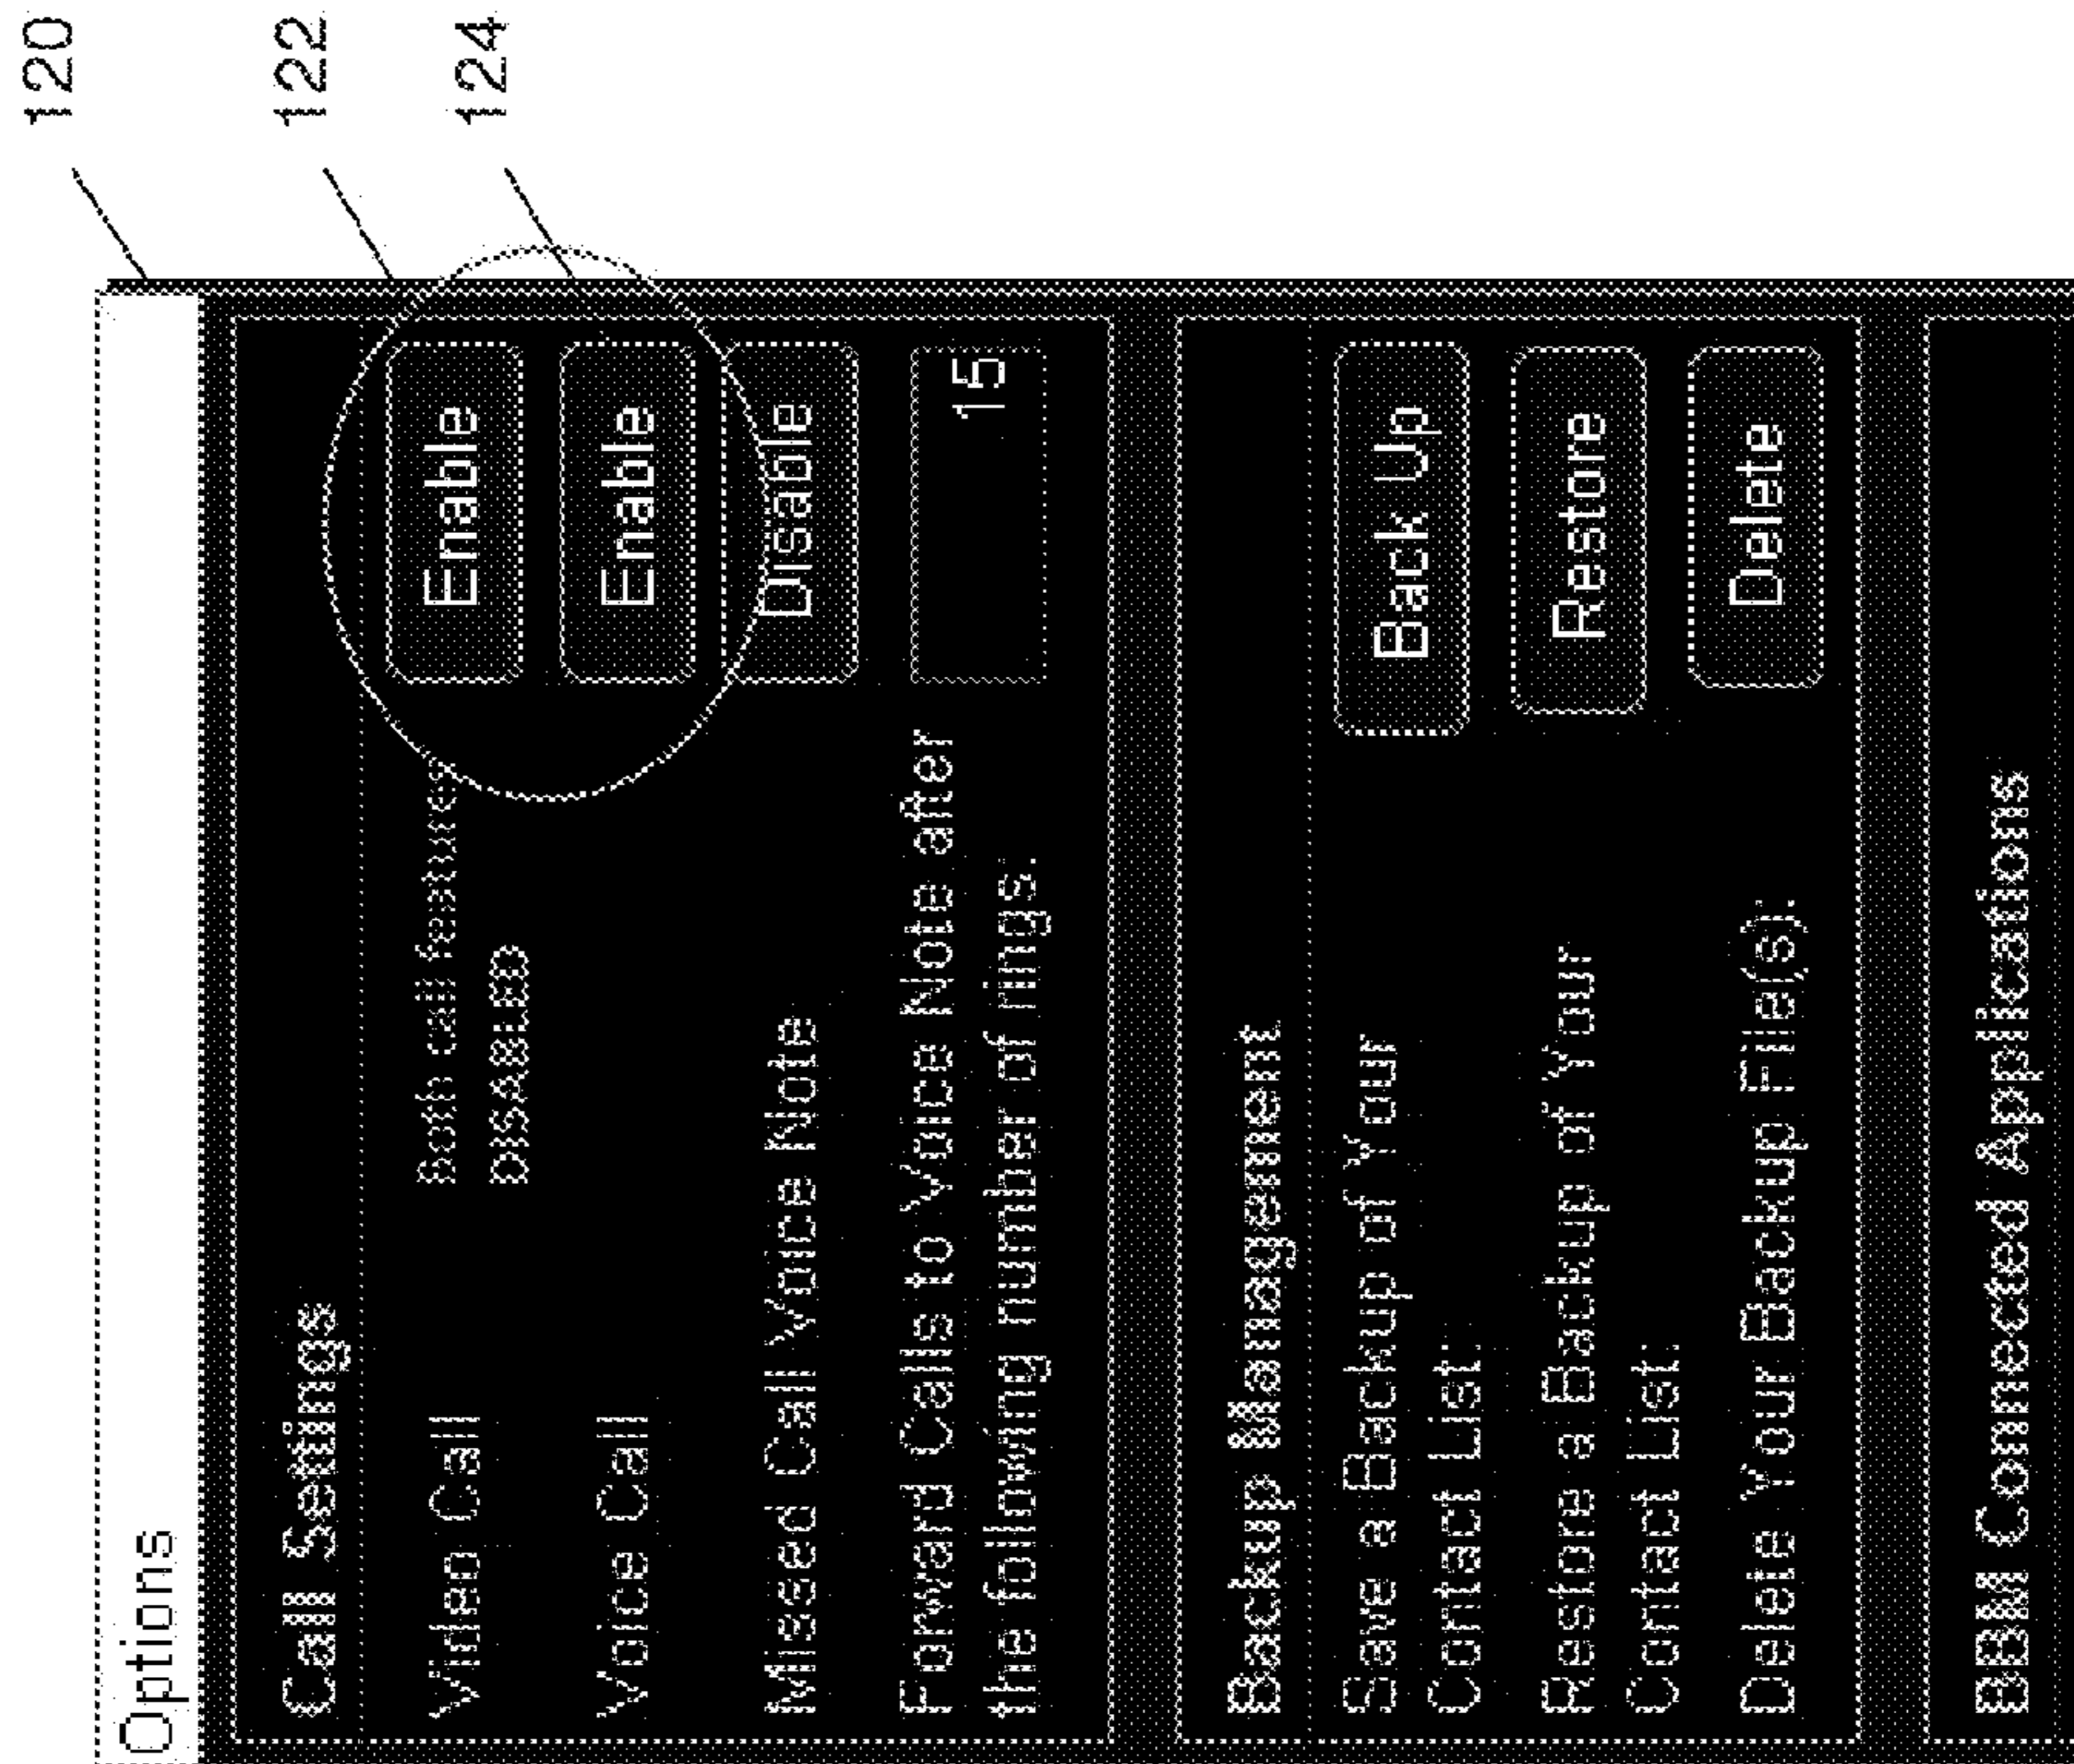 120
122
124
Options
Call Settings
Video Call
Both call features
DISABLED
Enable
Voice Call
Enable
Missed Call Voice Note
Disable
Forward Calls to Voice Note after
the following number of rings.
15
Backup Management
Save a Backup of Your
Contact List:
Back Up
Restore a Backup of Your
Contact List:
Restore
Delete Your Backup File(s):
Delete
BBM Connected Applications